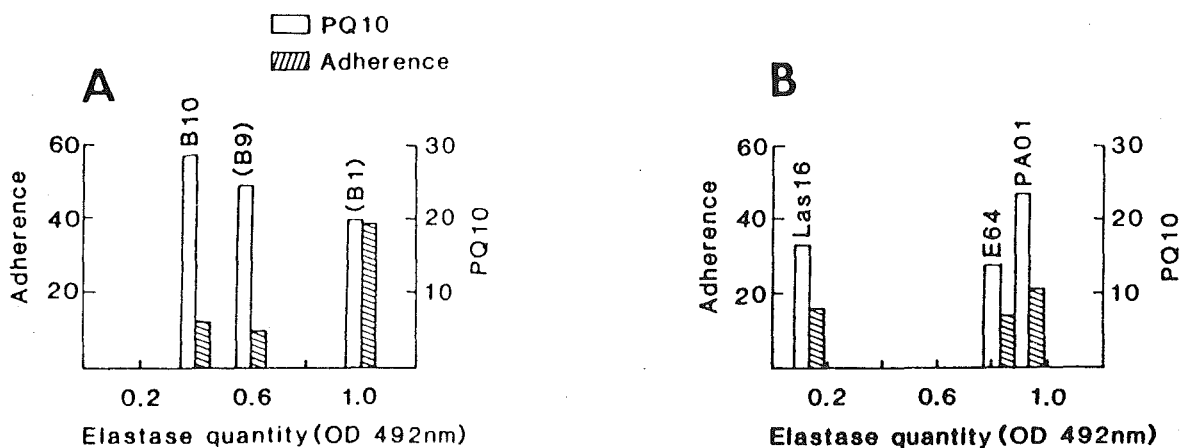 PQ10
Adherence
A
B10
(B9)
(B1)
60
40
20
Adherence
30
20
10
PQ10
0.2 0.6 1.0
Elastase quantity (OD 492nm)
B
Las16
E64
PA01
60
40
20
Adherence
30
20
10
PQ10
0.2 0.6 1.0
Elastase quantity (OD 492nm)